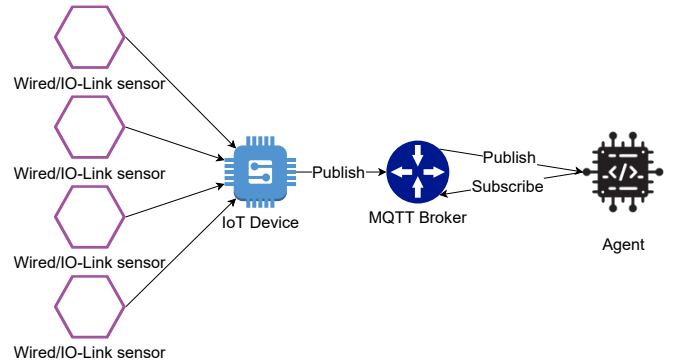 Wired/IO-Link sensor
Wired/IO-Link sensor
Wired/IO-Link sensor
Wired/IO-Link sensor
IoT Device
Publish
MQTT Broker
Publish
Subscribe
</>
Agent